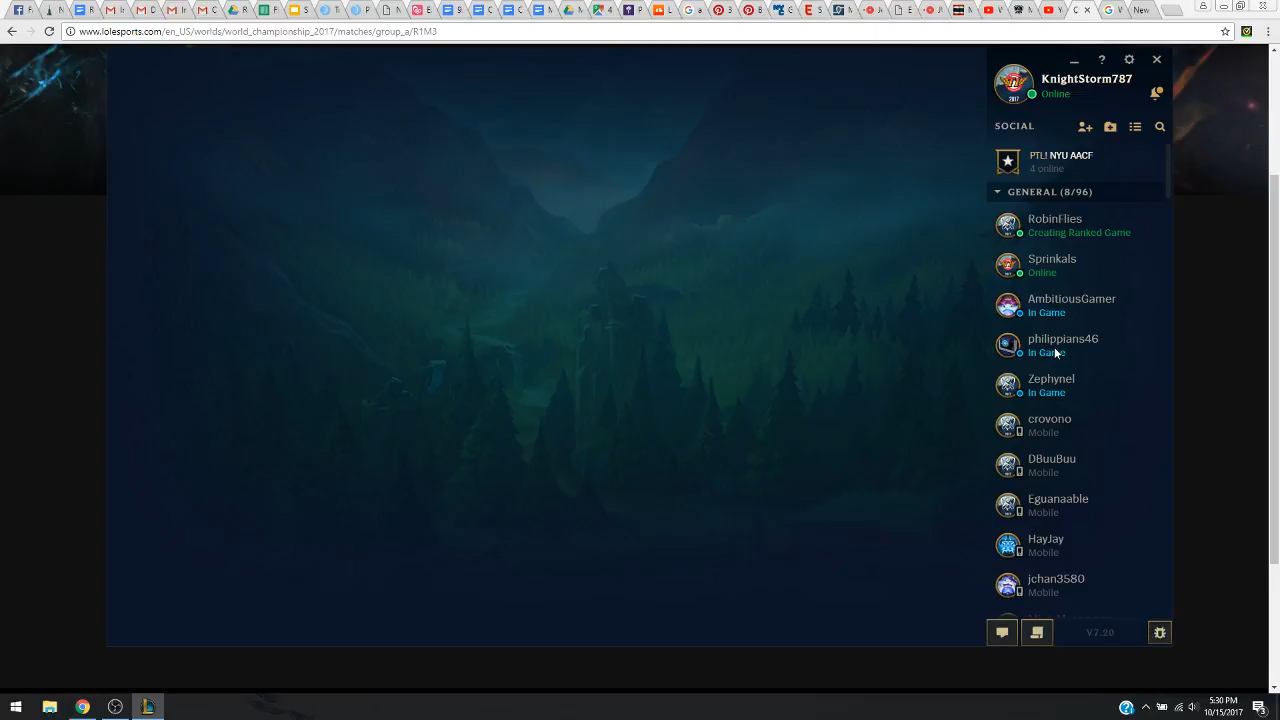 www.lolesports.com/en_US/worlds/world_championship_2017/matches/group_a/R1M3
KnightStorm787
Online
SOCIAL
PTL! NYU AACF
4 online
GENERAL (8/96)
RobinFlies
Creating Ranked Game
Sprinkals
Online
AmbitiousGamer
In Game
philippians46
In Game
Zephynel
In Game
crovono
Mobile
DBuuBuu
Mobile
Eguanaable
Mobile
HayJay
Mobile
jchan3580
Mobile
V7.20
5:30 PM
10/15/2017